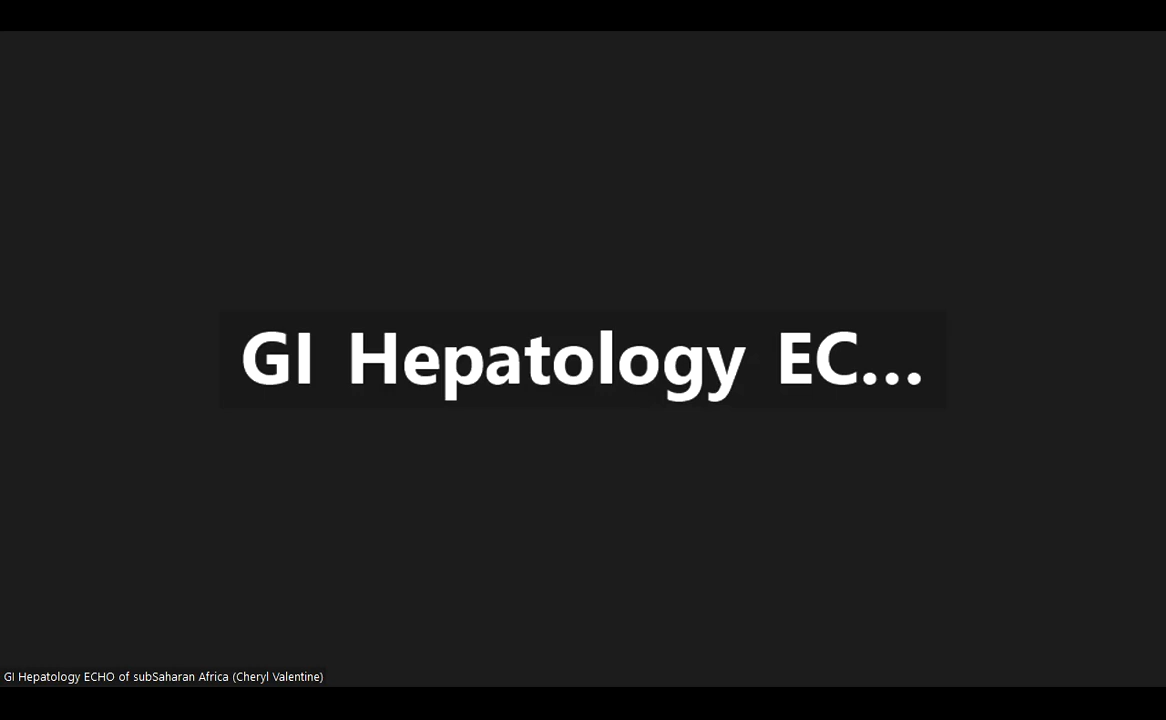 GI Hepatology EC...
GI Hepatology ECHO of subSaharan Africa (Cheryl Valentine)